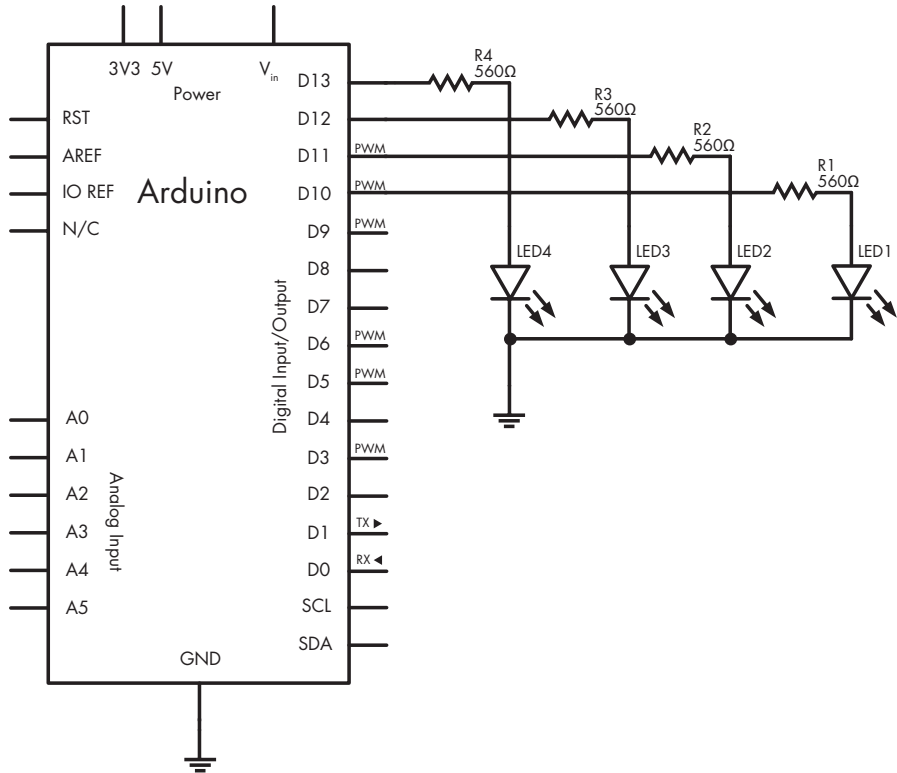 3V3 5V Vin
Power
RST
AREF
IO REF
N/C
Arduino
A0
A1
A2
A3
A4
A5
Analog Input
GND
Digital Input/Output
D13
D12
D11 PWM
D10 PWM
D9 PWM
D8
D7
D6 PWM
D5 PWM
D4
D3 PWM
D2
D1 TX ►
D0 RX ◄
SCL
SDA
R4
560Ω
R3
560Ω
R2
560Ω
R1
560Ω
LED4
LED3
LED2
LED1